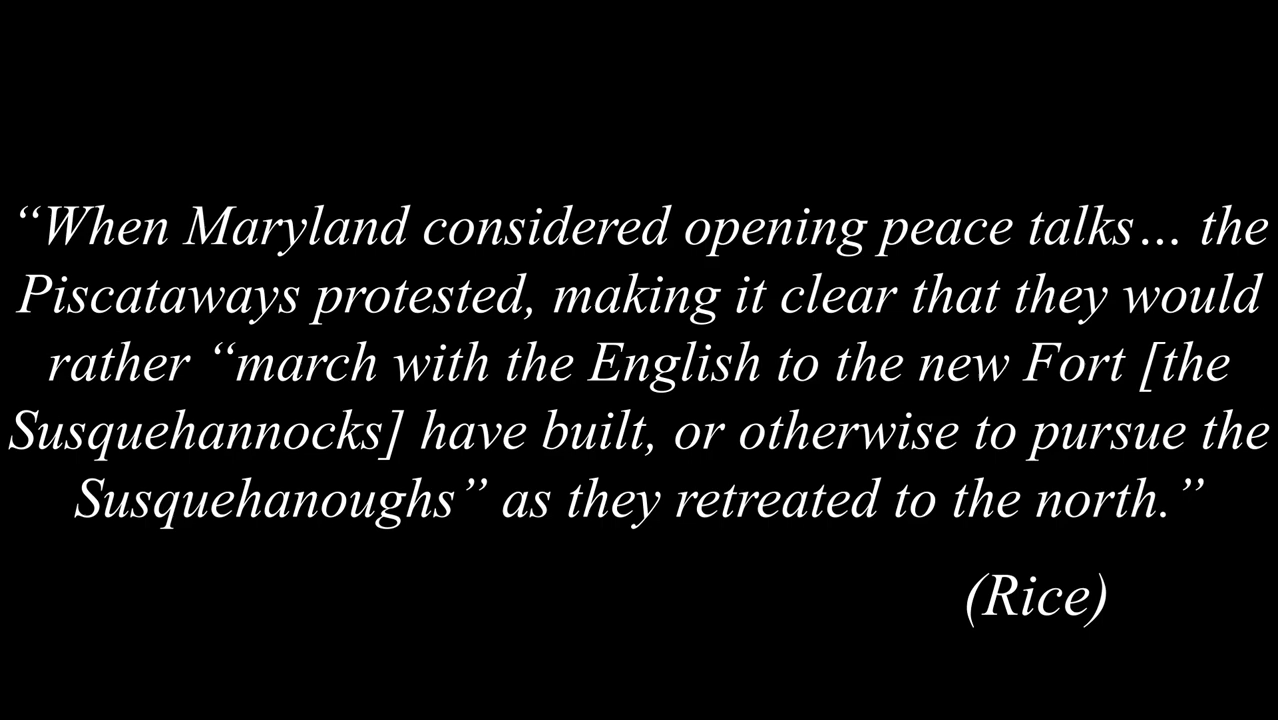 “When Maryland considered opening peace talks… the
Piscataways protested, making it clear that they would
rather “march with the English to the new Fort [the
Susquehannocks] have built, or otherwise to pursue the
Susquehanoughs” as they retreated to the north.”
(Rice)